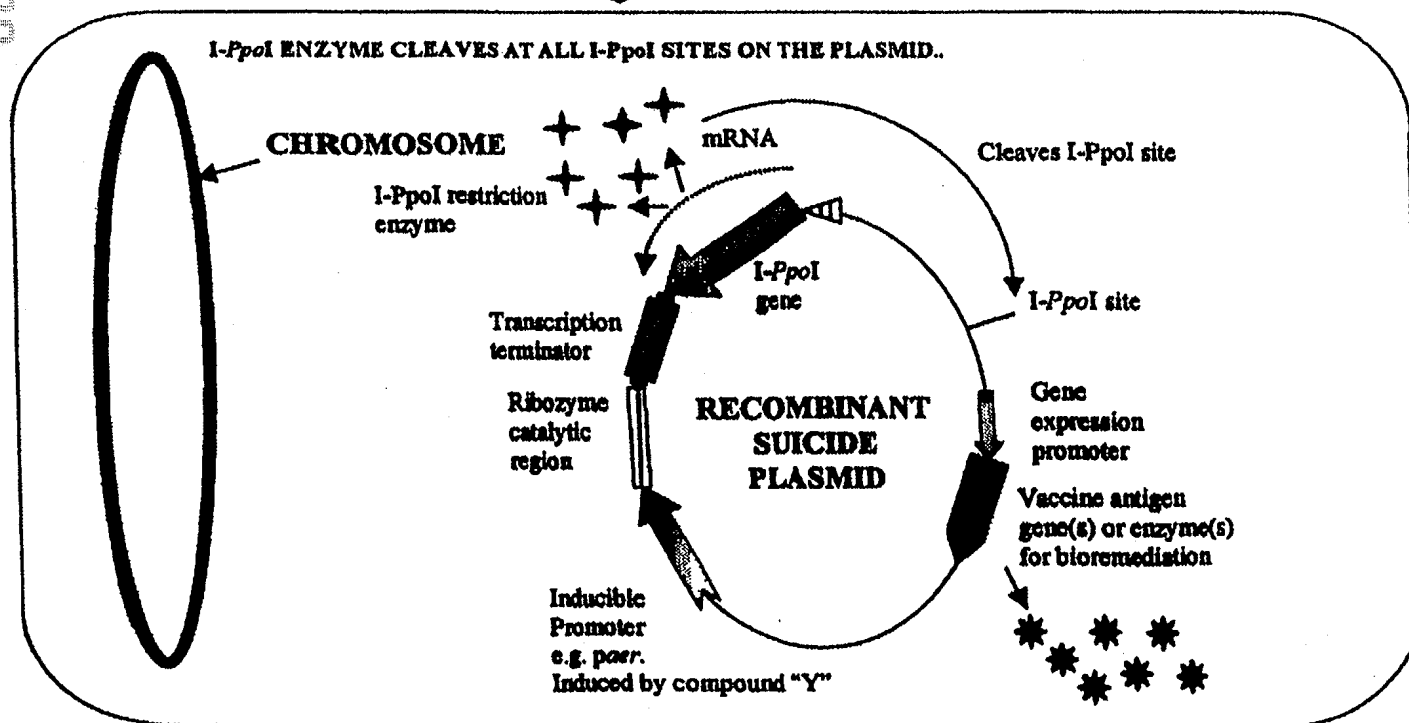 I-PpoI ENZYME CLEAVES AT ALL I-PpoI SITES ON THE PLASMID..
CHROMOSOME
mRNA
Cleaves I-PpoI site
I-PpoI restriction
enzyme
I-PpoI
gene
I-PpoI site
Transcription
terminator
Ribozyme
catalytic
region
RECOMBINANT
SUICIDE
PLASMID
Gene
expression
promoter
Vaccine antigen
gene(s) or enzyme(s)
for bioremediation
Inducible
Promoter
e.g. paer.
Induced by compound “Y”